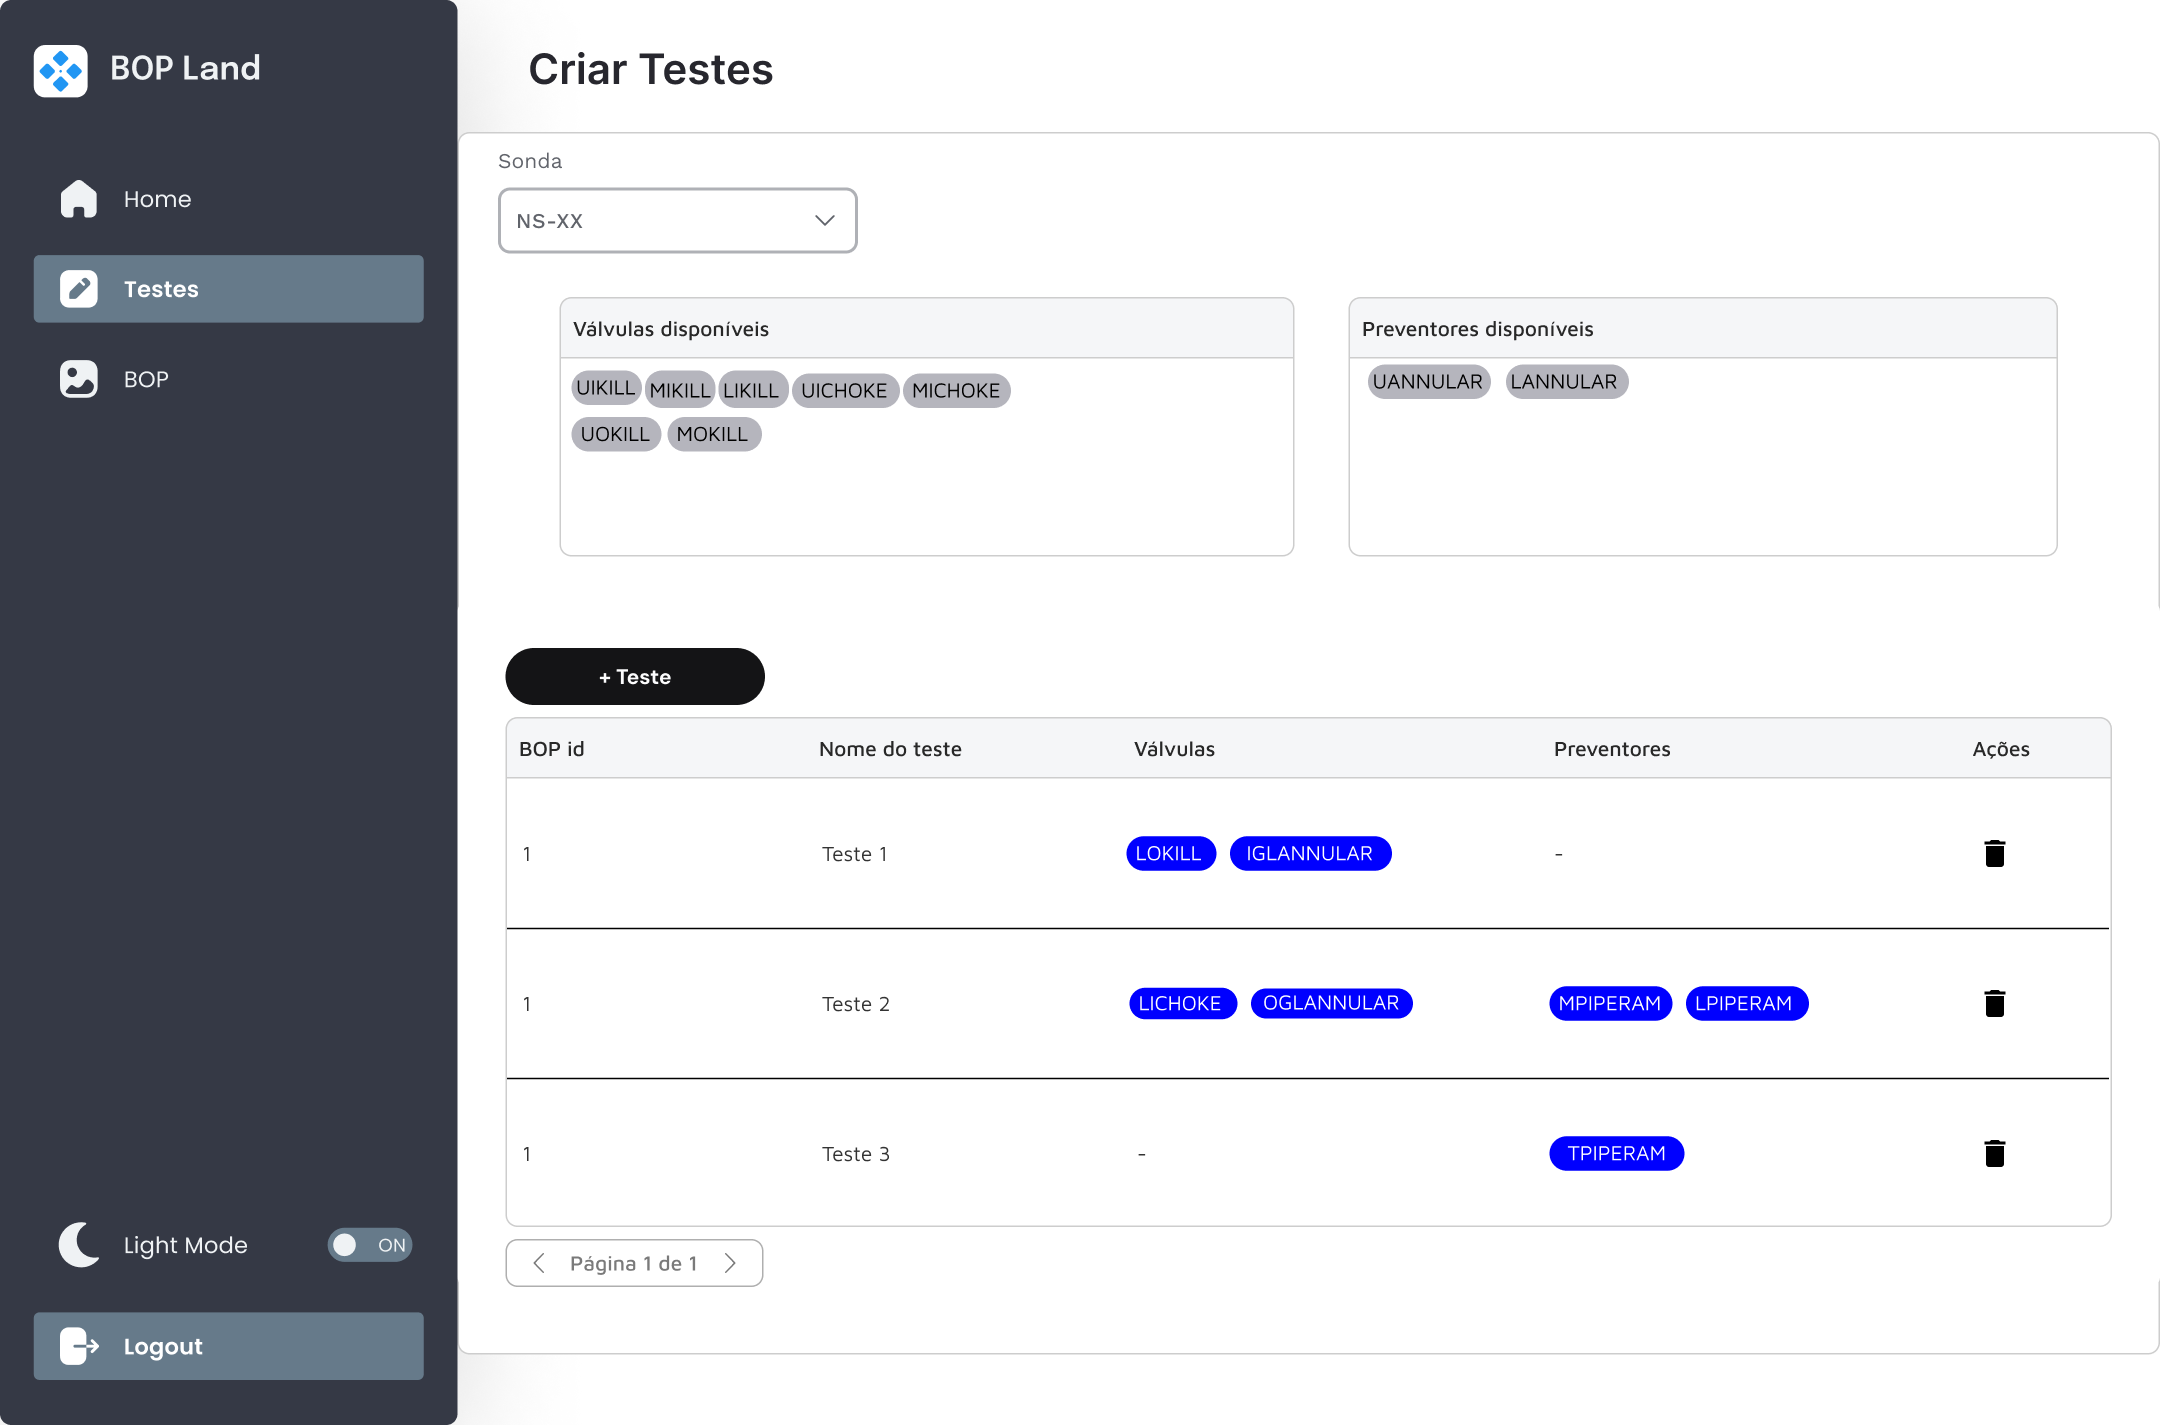 BOP Land
Home
Testes
BOP
Light Mode
ON
Logout
Criar Testes
Sonda
NS-XX
Válvulas disponíveis
UIKILL MIKILL LIKILL UICHOKE MICHOKE
UOKILL MOKILL
Preventores disponíveis
UANNULAR LANNULAR
+ Teste
BOP id Nome do teste Válvulas Preventores Ações
1 Teste 1 LOKILL IGLANNULAR -
1 Teste 2 LICHOKE OGLANNULAR MPIPERAM LPIPERAM
1 Teste 3 - TPIPERAM
Página 1 de 1